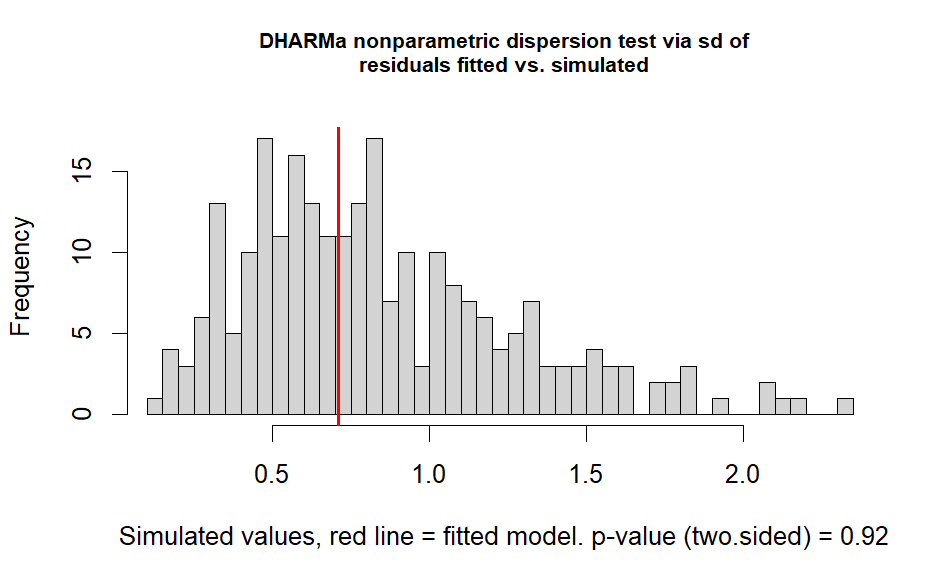 DHARMa nonparametric dispersion test via sd of
residuals fitted vs. simulated
Frequency
15
10
5
0
0.5 1.0 1.5 2.0
Simulated values, red line = fitted model. p-value (two.sided) = 0.92